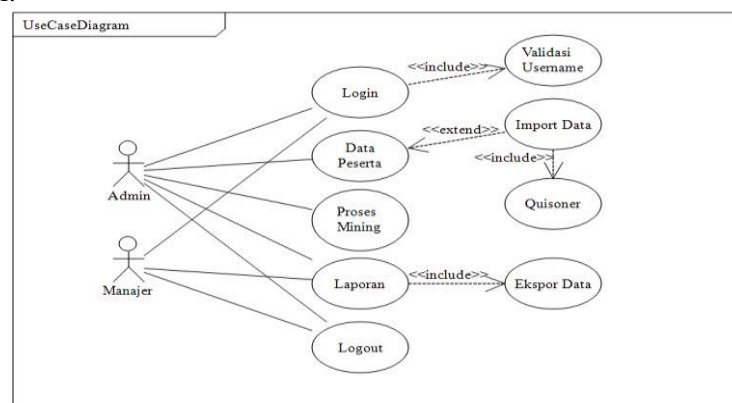 UseCaseDiagram
Validasi
Username
<<include>>
Login
<<extend>>
Import Data
Data
Peserta
<<include>>
Admin
Proses
Mining
Quisoner
Manajer
Laporan
<<include>>
Ekspor Data
Logout